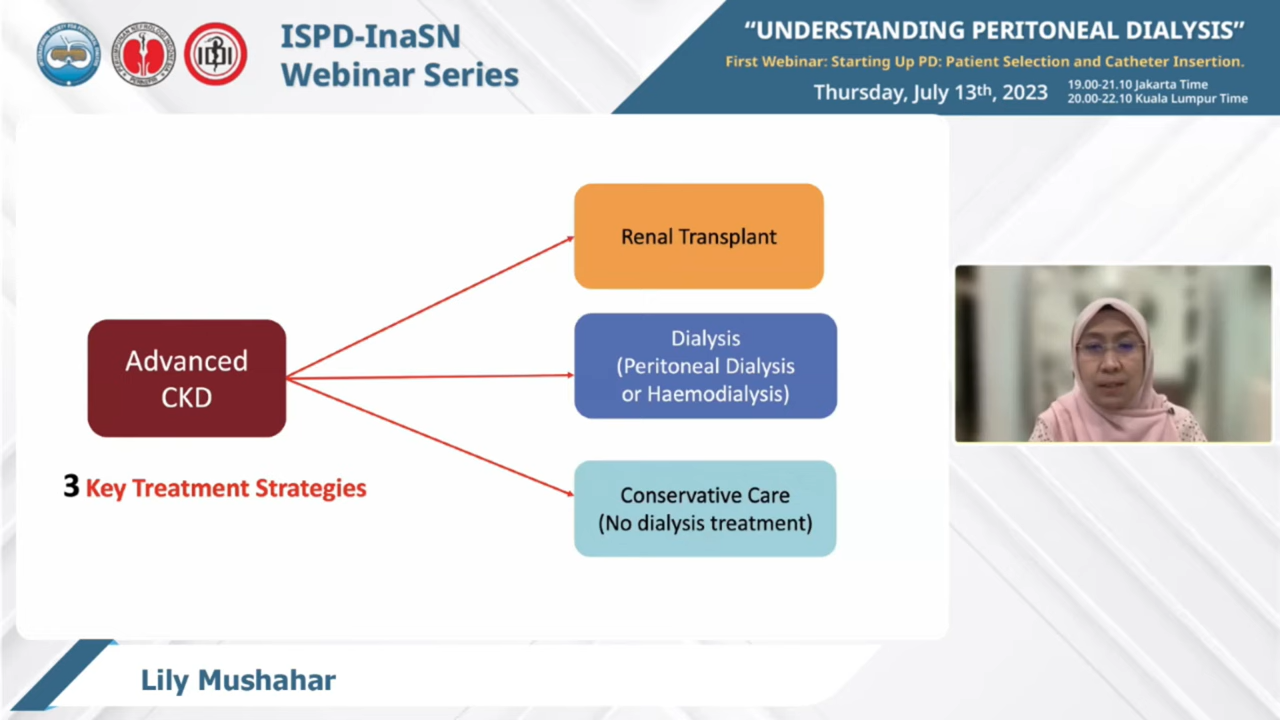 ISPD-InaSN
Webinar Series
“UNDERSTANDING PERITONEAL DIALYSIS”
First Webinar: Starting Up PD: Patient Selection and Catheter Insertion.
Thursday, July 13th, 2023
19.00-21.10 Jakarta Time
20.00-22.10 Kuala Lumpur Time
Renal Transplant
Dialysis
(Peritoneal Dialysis
or Haemodialysis)
Advanced
CKD
3 Key Treatment Strategies
Conservative Care
(No dialysis treatment)
Lily Mushahar